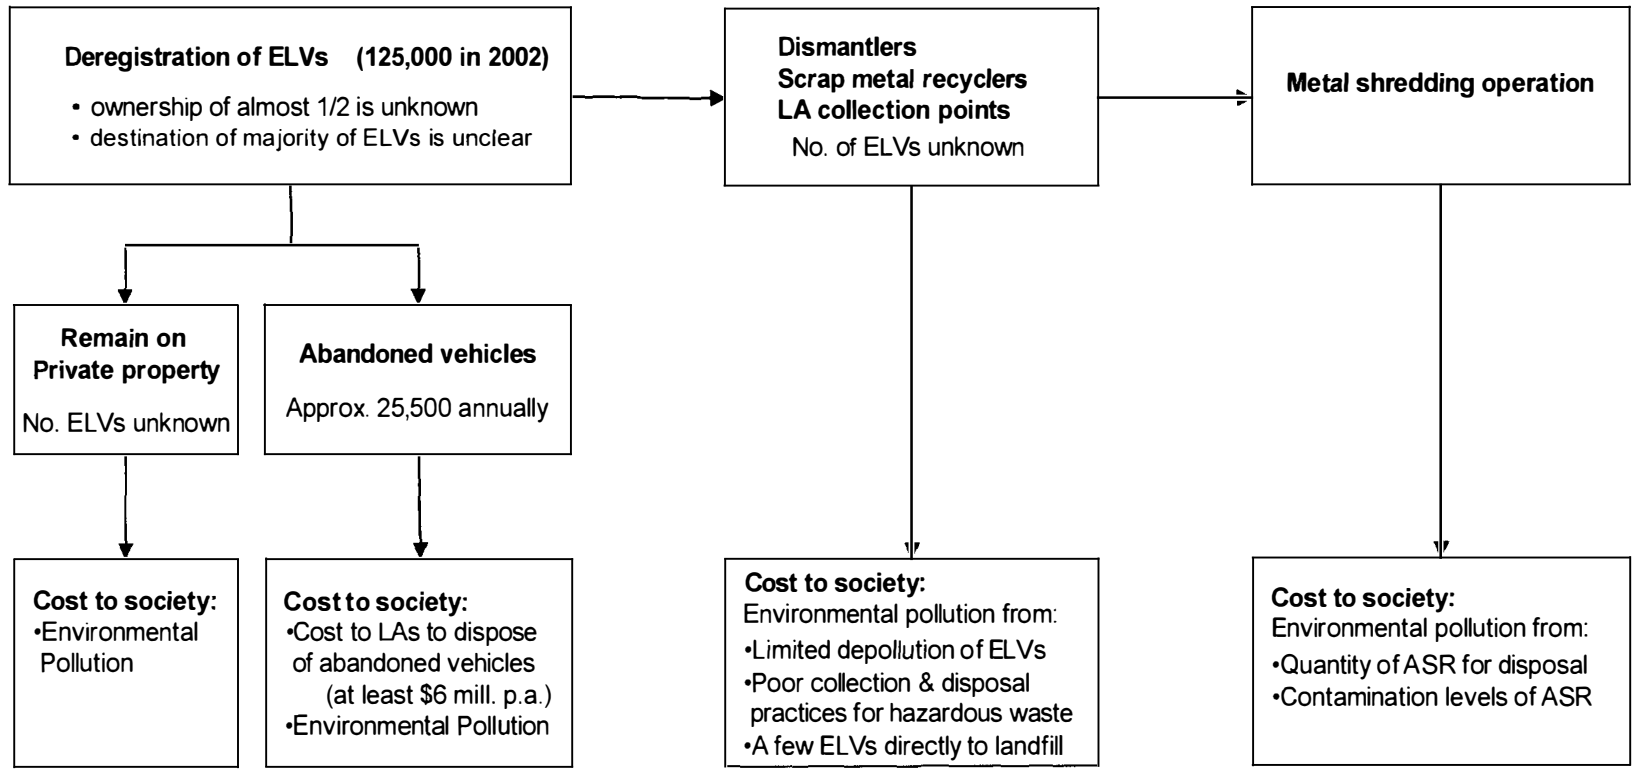 Deregistration of ELVs (125,000 in 2002)
• ownership of almost 1/2 is unknown
• destination of majority of ELVs is unclear
Dismantlers
Scrap metal recyclers
LA collection points
No. of ELVs unknown
Metal shredding operation
Remain on
Private property
No. ELVs unknown
Abandoned vehicles
Approx. 25,500 annually
Cost to society:
•Environmental
Pollution
Cost to society:
•Cost to LAs to dispose
of abandoned vehicles
(at least $6 mill. p.a.)
•Environmental Pollution
Cost to society:
Environmental pollution from:
•Limited depollution of ELVs
•Poor collection & disposal
practices for hazardous waste
•A few ELVs directly to landfill
Cost to society:
Environmental pollution from:
•Quantity of ASR for disposal
•Contamination levels of ASR